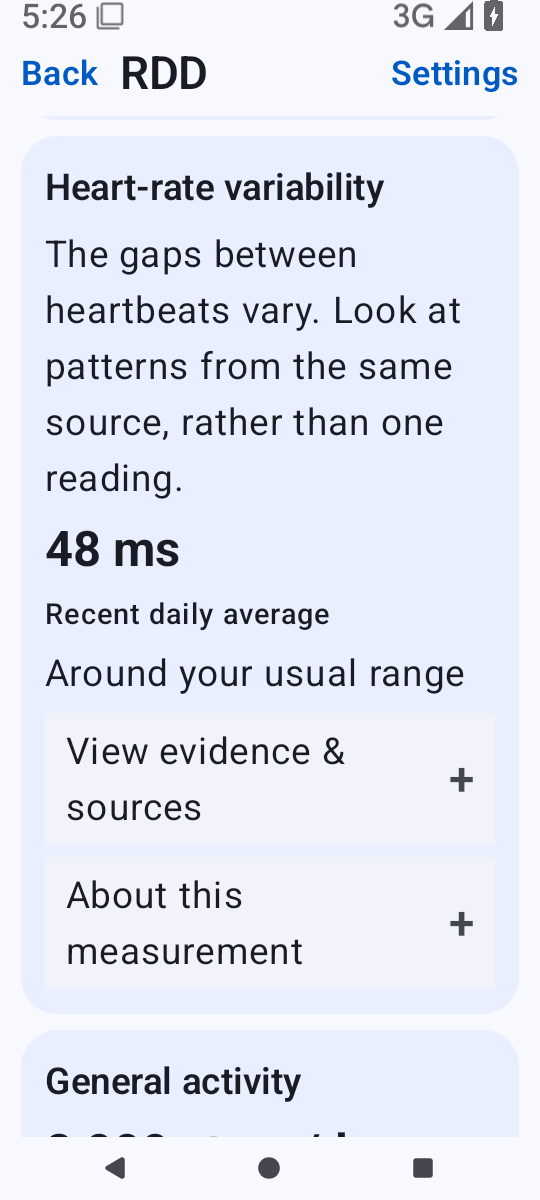 5:26
3G
Back RDD Settings
Heart-rate variability
The gaps between
heartbeats vary. Look at
patterns from the same
source, rather than one
reading.
48 ms
Recent daily average
Around your usual range
View evidence &
sources
+
About this
measurement
+
General activity